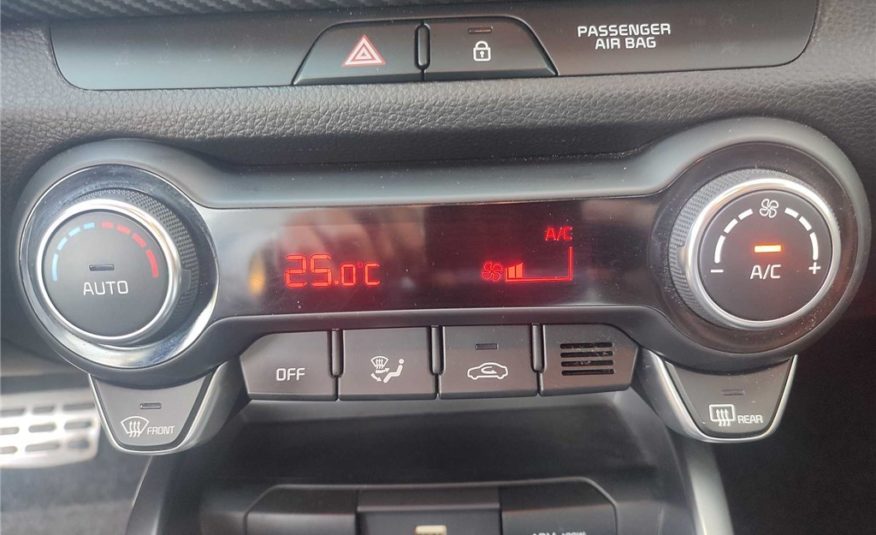 PASSENGER
AIR BAG
A/C
25.0°C
AUTO
A/C
- +
OFF
FRONT
REAR